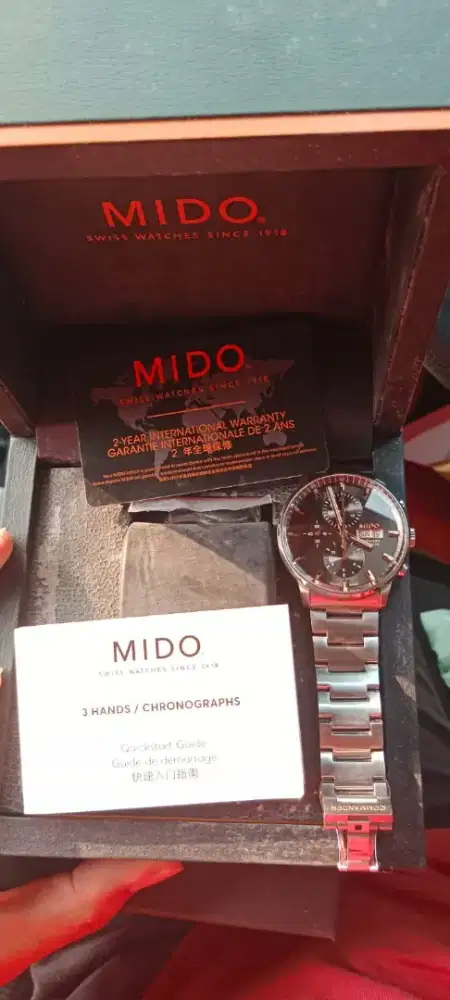 MIDO
SWISS WATCHES SINCE 1918
MIDO
SWISS WATCHES SINCE 1918
2-YEAR INTERNATIONAL WARRANTY
GARANTIE INTERNATIONALE DE 2 ANS
2 年全球保修
MIDO
MIDO
SWISS WATCHES SINCE 1918
3 HANDS / CHRONOGRAPHS
Quickstart Guide
Guide de démarrage
快速入门指南
COMMANDER